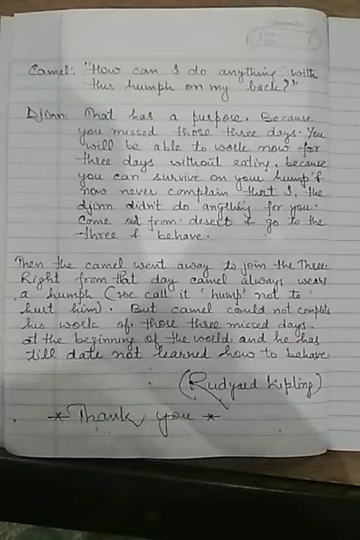 Camel: "How can I do anything with
this humph on my back?"
Djinn: That has a purpose. Because
you missed those three days. You
will be able to work now for
three days without eating, because
you can survive on your hump &
now never complain that I, the
djinn didn't do anything for you.
Come out from desert & go to the
three & behave.
Then the camel went away to join the Three.
Right from that day camel always wears
a humph (we call it 'hump' not to
hurt him). But camel could not complete
his work of those three missed days
at the beginning of the world and he has
till date not learned how to behave
(Rudyard Kipling)
* Thank you *